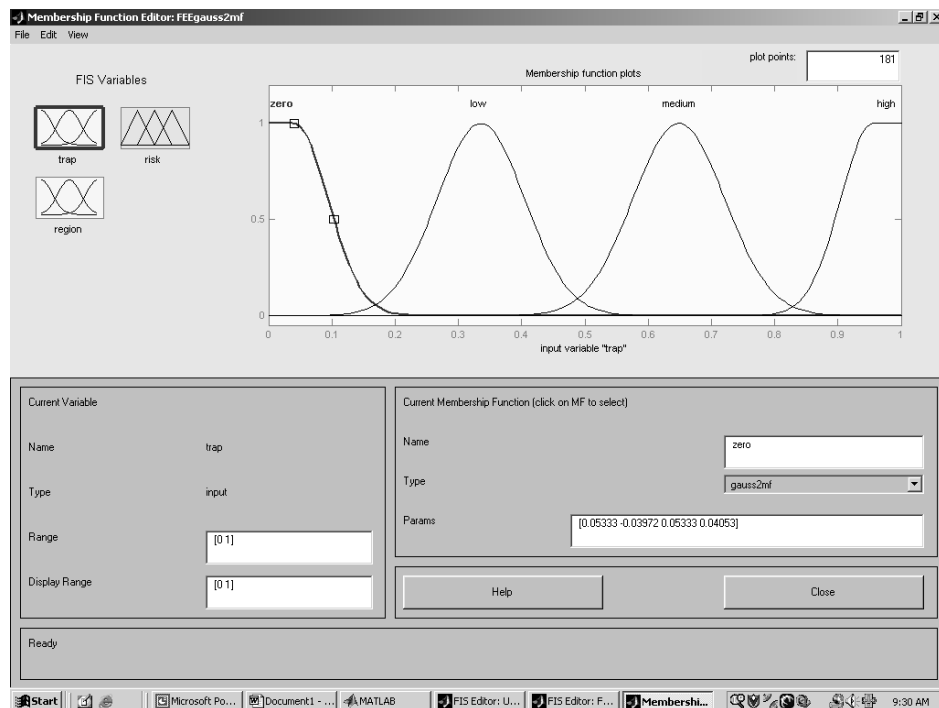 Membership Function Editor: FEEgauss2mf
File Edit View
FIS Variables
trap
risk
region
plot points:
181
Membership function plots
zero
low
medium
high
1
0.5
0
0 0.1 0.2 0.3 0.4 0.5 0.6 0.7 0.8 0.9 1
input variable "trap"
Current Variable
Name trap
Type input
Range [0 1]
Display Range [0 1]
Current Membership Function (click on MF to select)
Name zero
Type gauss2mf
Params [0.05333 -0.03972 0.05333 0.04053]
Help
Close
Ready
Start Microsoft Po... Document1 - ... MATLAB FIS Editor: U... FIS Editor: F... Membershi... 9:30 AM